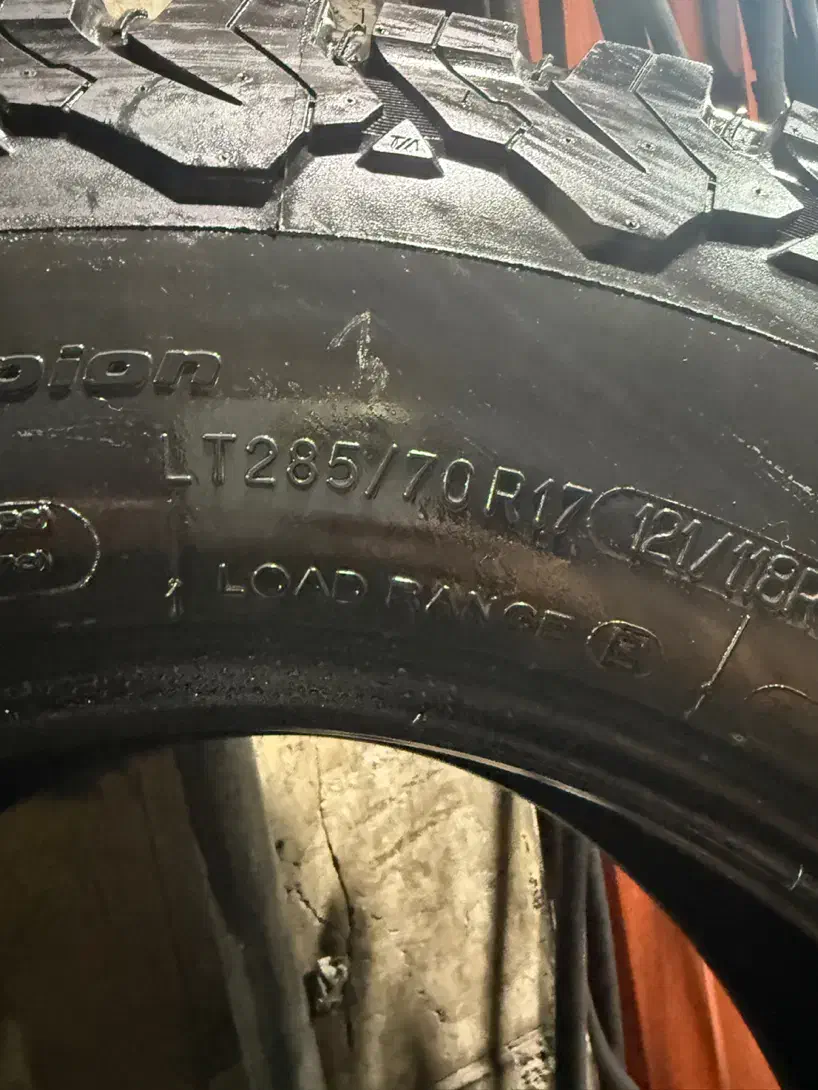 pion
LT285/70R17 121/118R
LOAD RANGE E